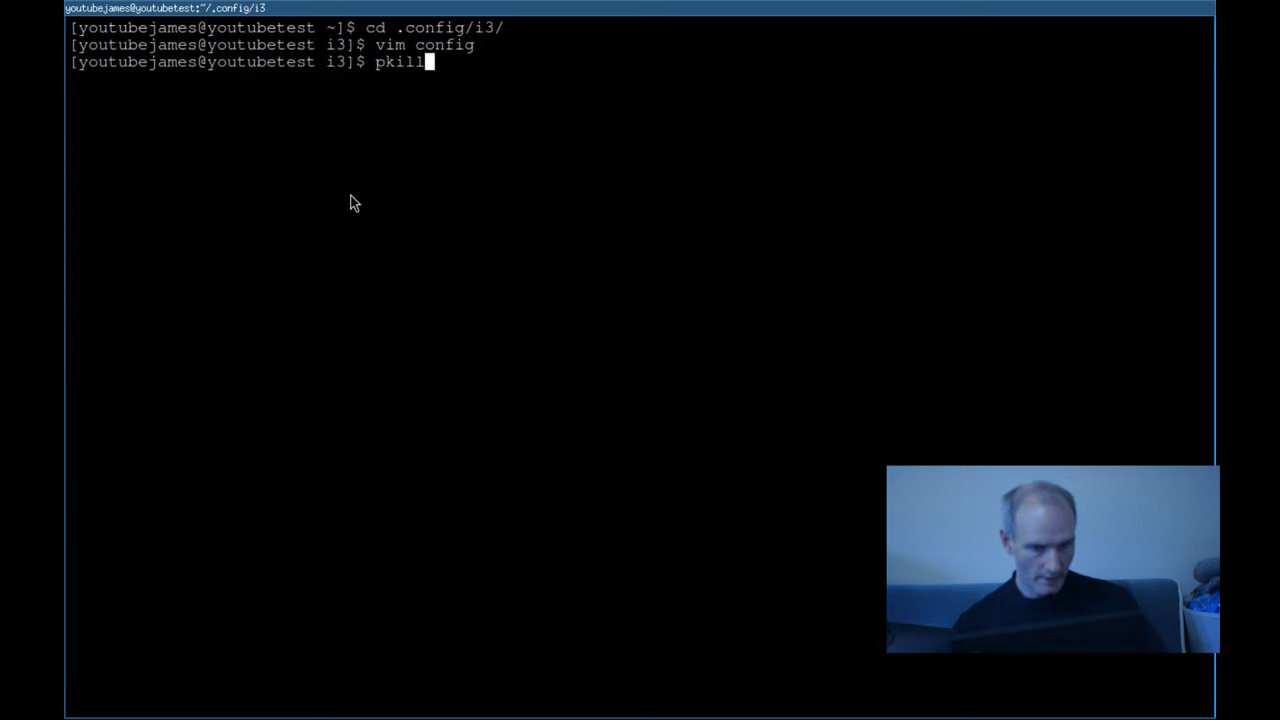 youtubejames@youtubetest:~/.config/i3
[youtubejames@youtubetest ~]$ cd .config/i3/
[youtubejames@youtubetest i3]$ vim config
[youtubejames@youtubetest i3]$ pkill